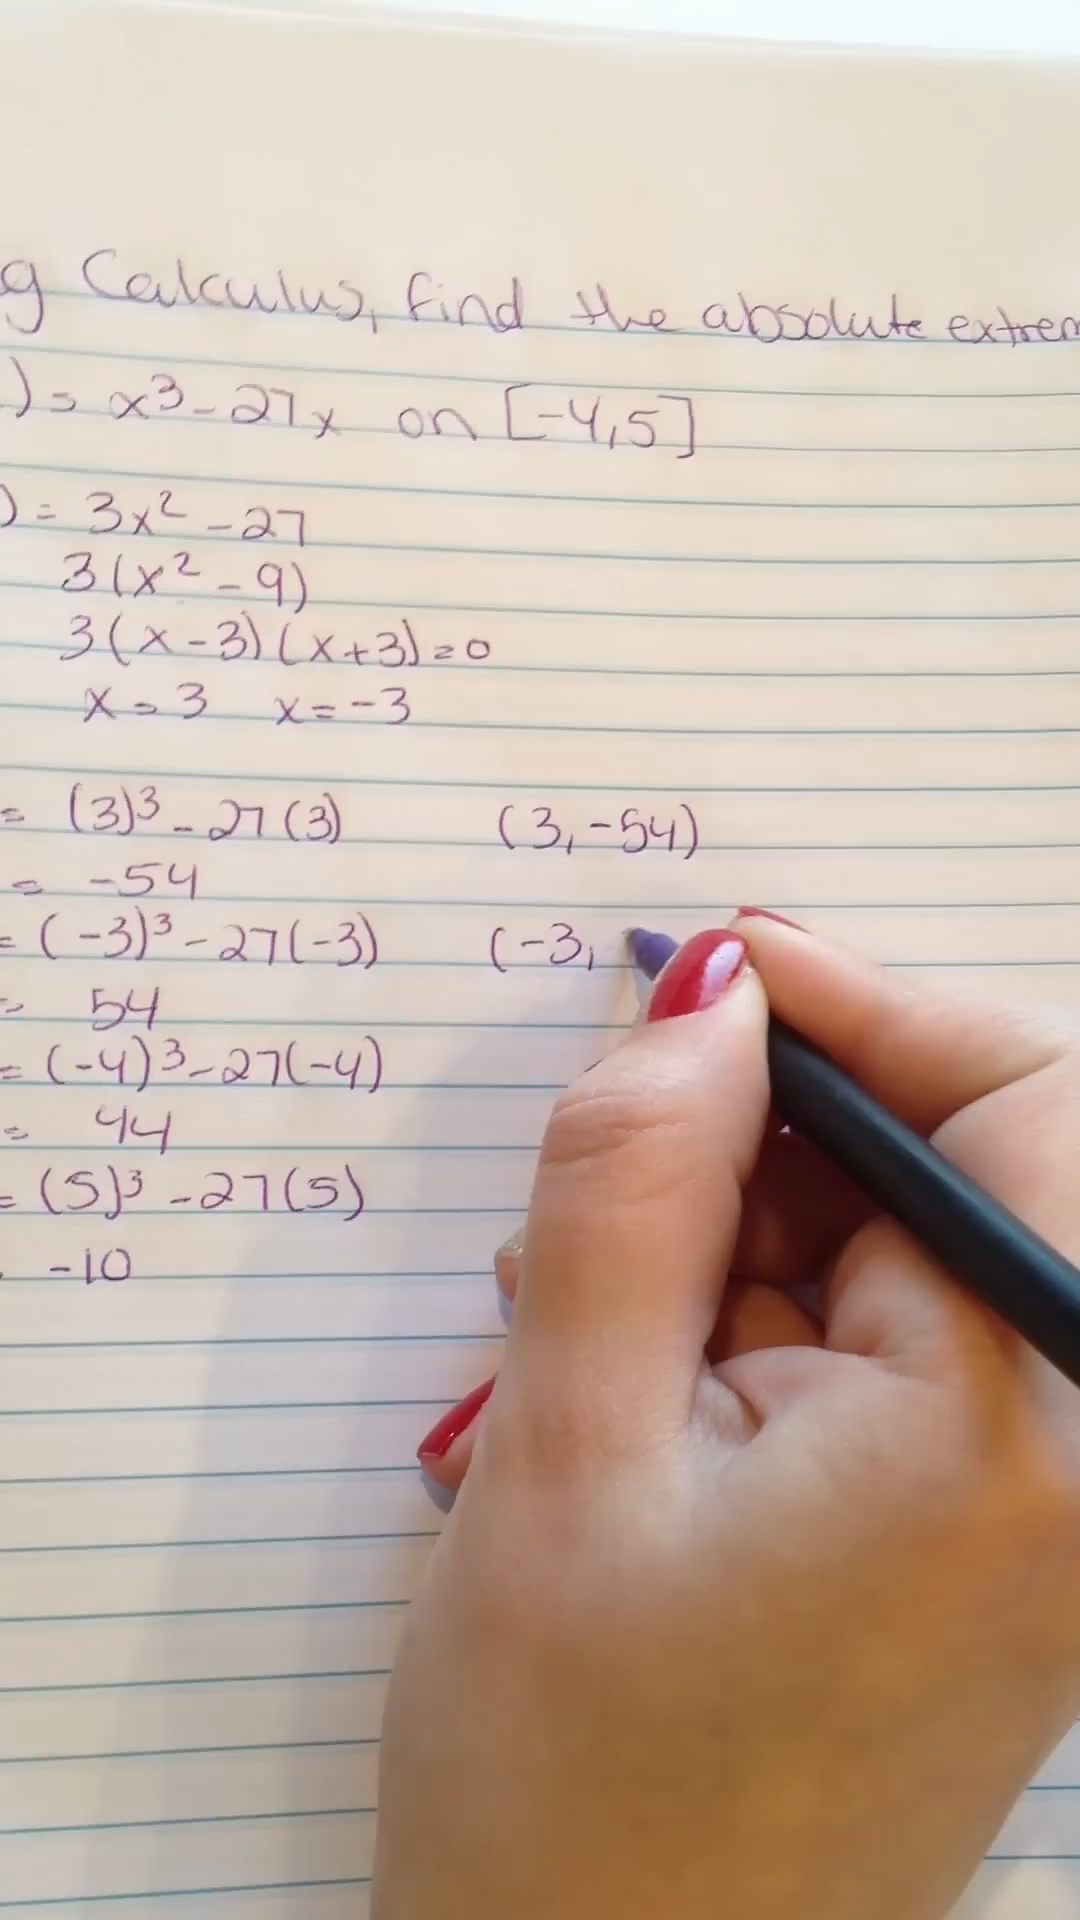 g Calculus, find the absolute extrem
) = x³ - 27x on [-4,5]
) = 3x² - 27
3(x² - 9)
3(x - 3)(x + 3) = 0
x = 3 x = -3
= (3)³ - 27(3) (3, -54)
= -54
= (-3)³ - 27(-3) (-3,
= 54
= (-4)³ - 27(-4)
= 44
= (5)³ - 27(5)
-10